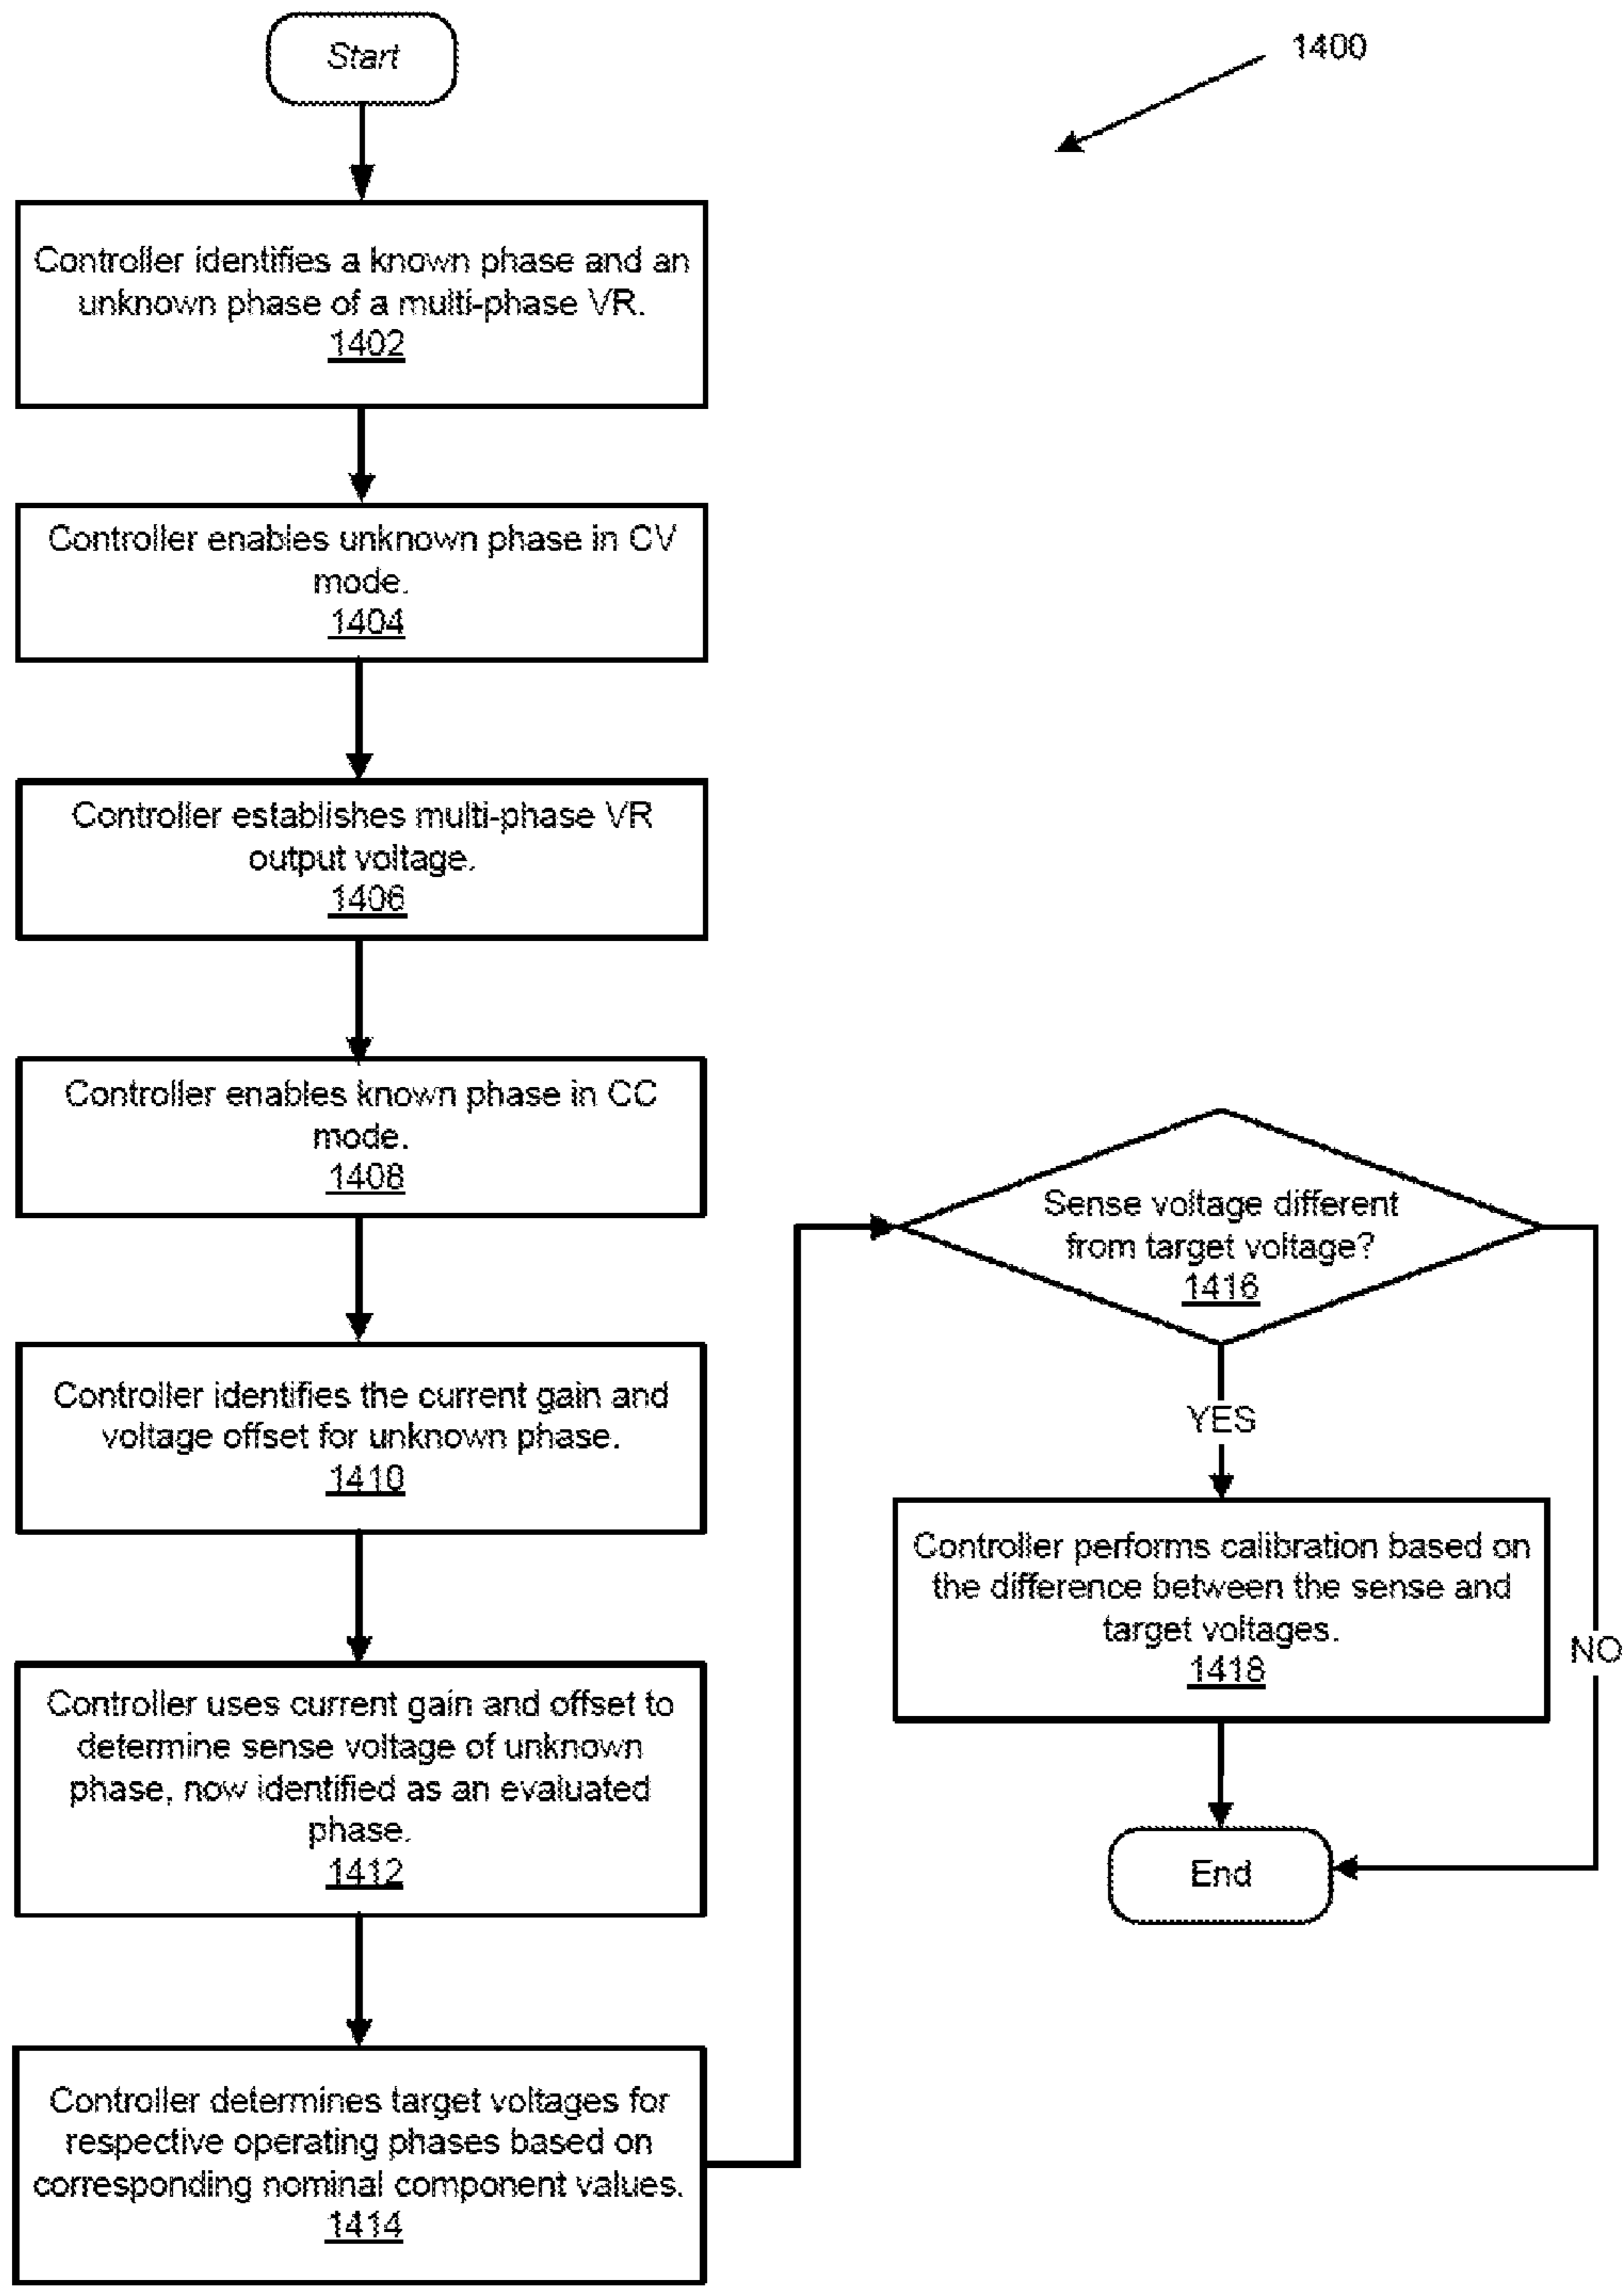 Start
1400
Controller identifies a known phase and an
unknown phase of a multi-phase VR.
1402
Controller enables unknown phase in CV
mode.
1404
Controller establishes multi-phase VR
output voltage.
1406
Controller enables known phase in CC
mode.
1408
Controller identifies the current gain and
voltage offset for unknown phase.
1410
Controller uses current gain and offset to
determine sense voltage of unknown
phase, now identified as an evaluated
phase.
1412
Controller determines target voltages for
respective operating phases based on
corresponding nominal component values.
1414
Sense voltage different
from target voltage?
1416
YES
Controller performs calibration based on
the difference between the sense and
target voltages.
1418
NO
End